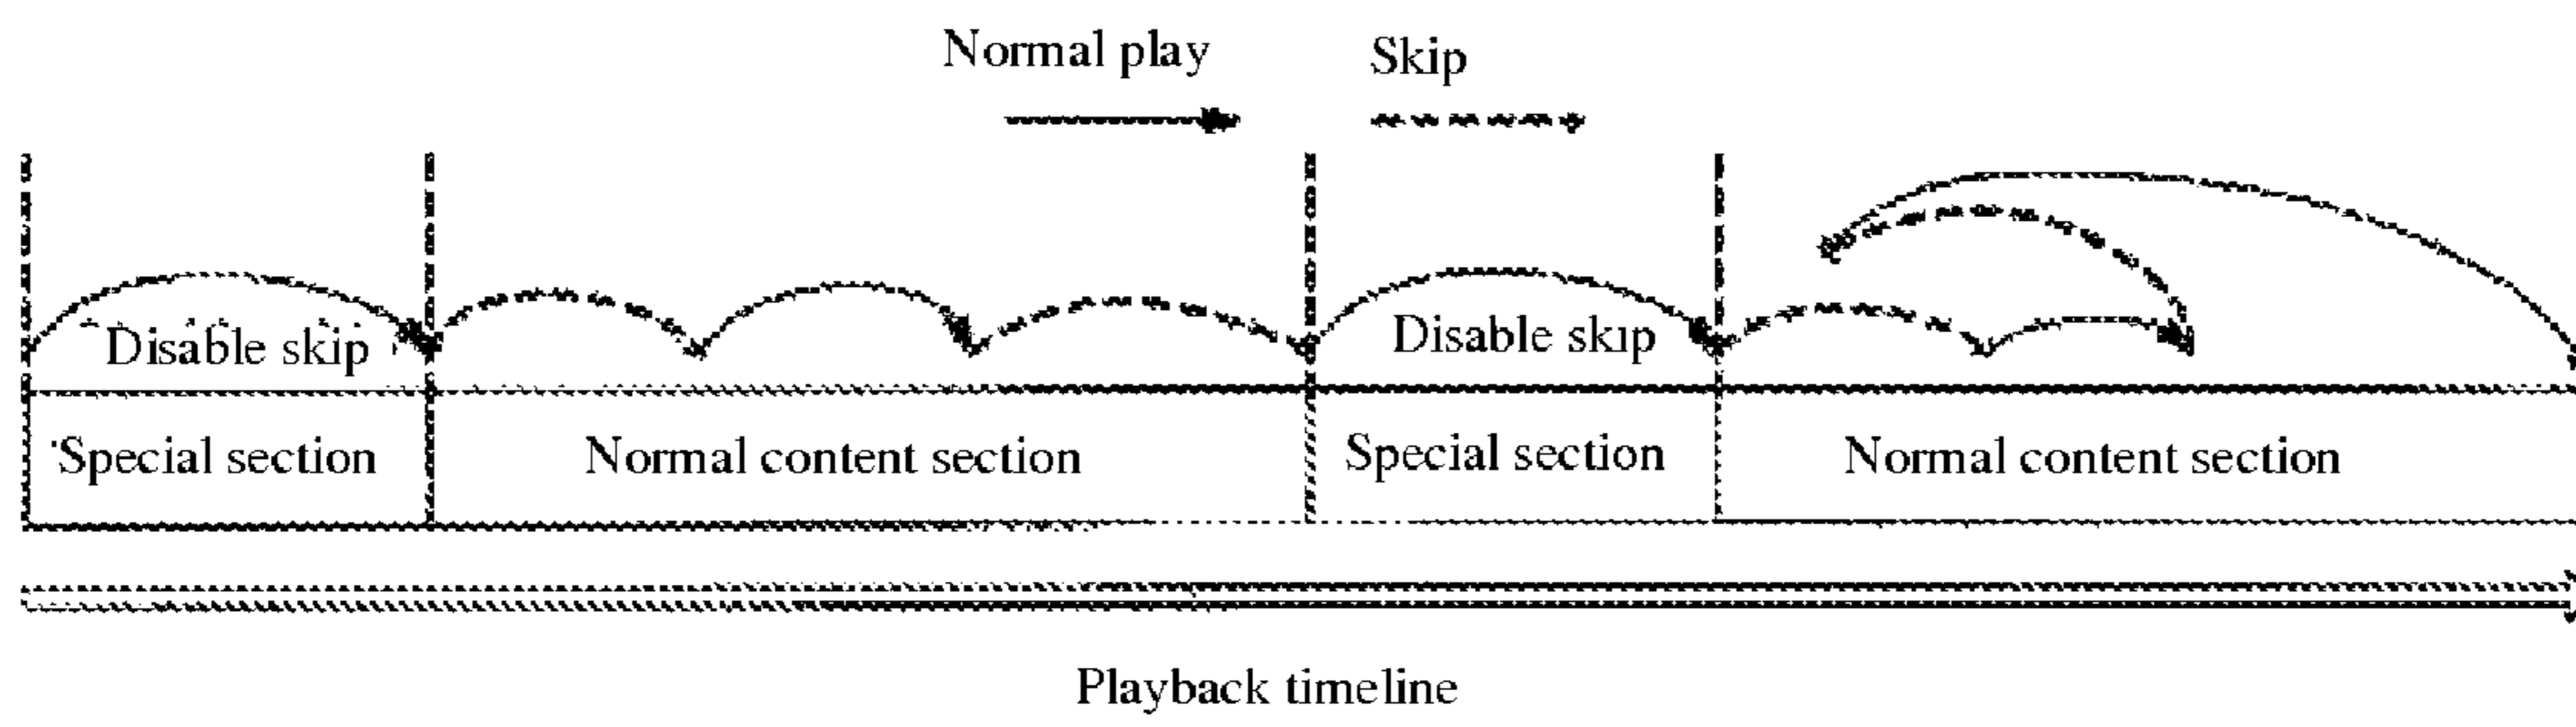 Normal play
Skip
Disable skip
Disable skip
Special section
Normal content section
Special section
Normal content section
Playback timeline